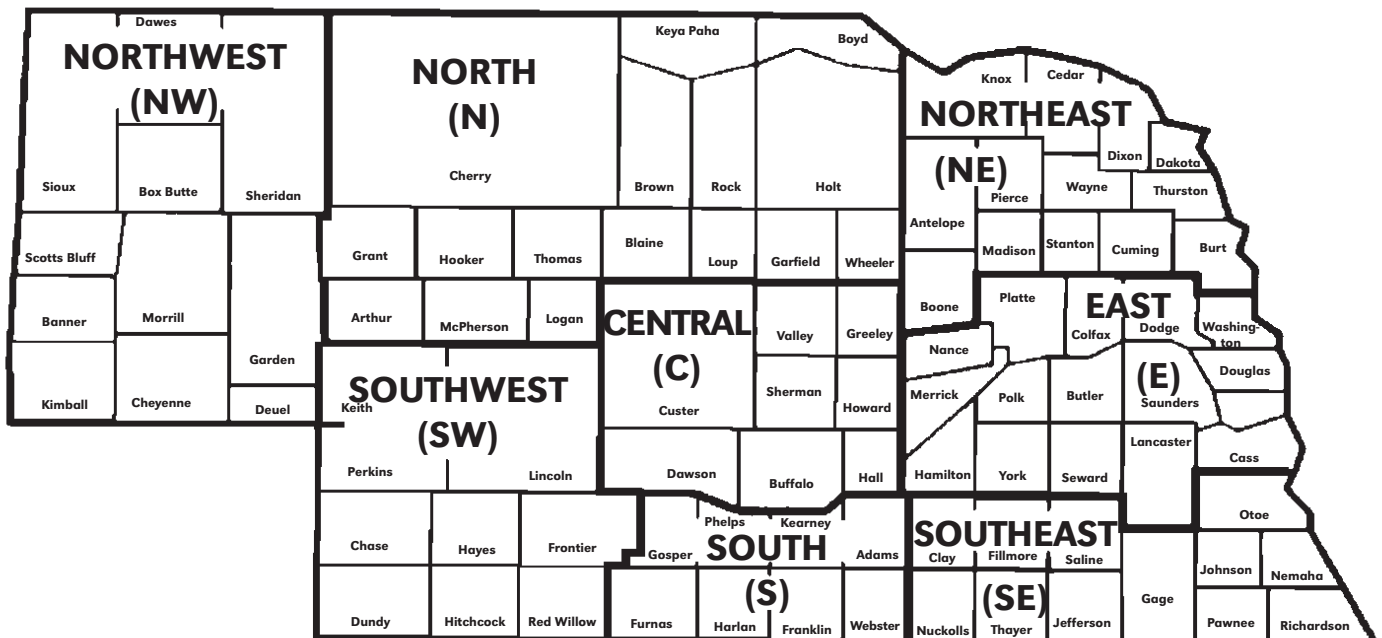 Dawes
NORTHWEST
(NW)
Sioux
Box Butte
Sheridan
Scotts Bluff
Banner
Morrill
Garden
Kimball
Cheyenne
Deuel
NORTH
(N)
Keya Paha
Boyd
Cherry
Brown
Rock
Holt
Grant
Hooker
Thomas
Blaine
Loup
Garfield
Wheeler
Arthur
McPherson
Logan
Knox
Cedar
NORTHEAST
(NE)
Dixon
Dakota
Pierce
Wayne
Thurston
Antelope
Madison
Stanton
Cuming
Burt
Boone
CENTRAL
(C)
Valley
Greeley
Custer
Sherman
Howard
Dawson
Buffalo
Hall
Platte
EAST
(E)
Colfax
Dodge
Washing-
ton
Nance
Douglas
Merrick
Polk
Butler
Saunders
Lancaster
Cass
Hamilton
York
Seward
SOUTHWEST
(SW)
Keith
Perkins
Lincoln
Chase
Hayes
Frontier
Dundy
Hitchcock
Red Willow
Phelps
Kearney
Gosper
SOUTH
(S)
Adams
Furnas
Harlan
Franklin
Webster
SOUTHEAST
(SE)
Clay
Fillmore
Saline
Otoe
Johnson
Nemaha
Gage
Nuckolls
Thayer
Jefferson
Pawnee
Richardson